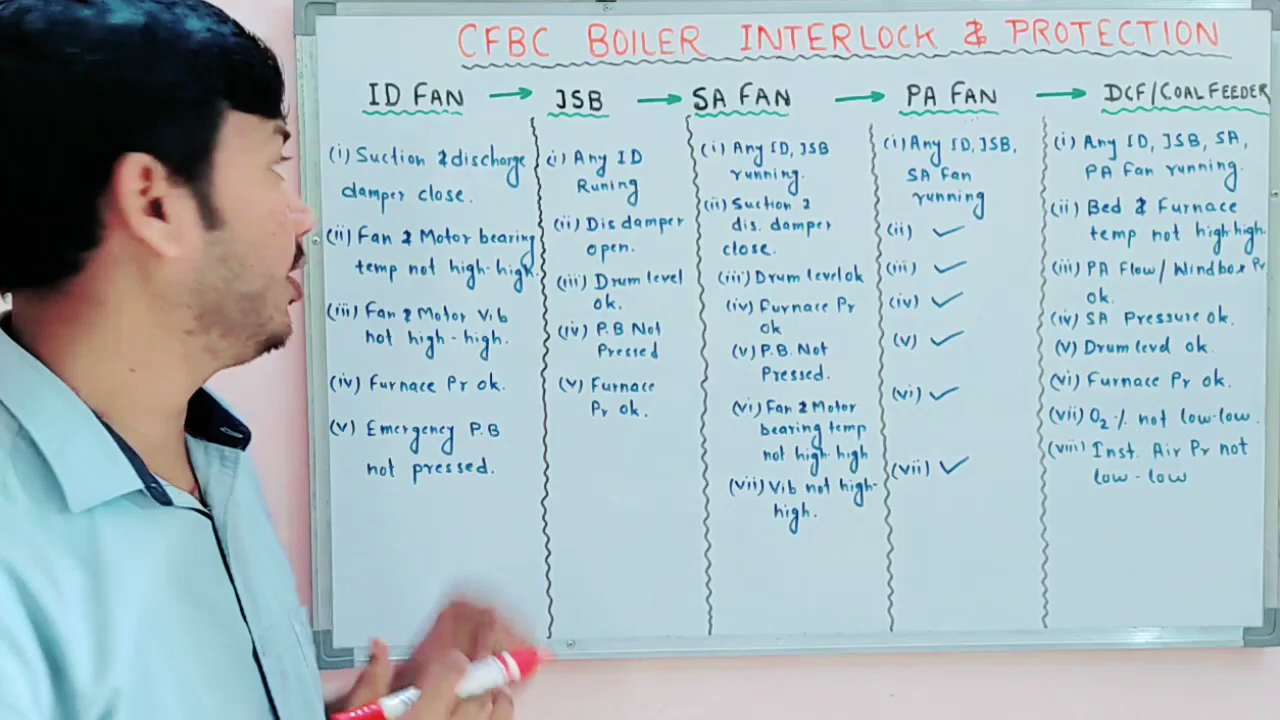 CFBC BOILER INTERLOCK & PROTECTION
ID FAN → JSB → SA FAN → PA FAN → DCF/COAL FEEDER
(i) Suction & discharge
damper close.
(ii) Fan & Motor bearing
temp not high-high.
(iii) Fan & Motor Vib
not high-high.
(iv) Furnace Pr ok.
(v) Emergency P.B
not pressed.
(i) Any ID
Runing
(ii) Dis damper
open.
(iii) Drum level
ok.
(iv) P.B Not
Pressed
(v) Furnace
Pr ok.
(i) Any ID, JSB
running.
(ii) Suction &
dis. damper
close.
(iii) Drum level ok
(iv) Furnace Pr
ok
(v) P.B. Not
Pressed.
(vi) Fan & Motor
bearing temp
not high-high
(vii) Vib not high-
high.
(i) Any ID, JSB,
SA Fan
running
(ii) ✓
(iii) ✓
(iv) ✓
(v) ✓
(vi) ✓
(vii) ✓
(i) Any ID, JSB, SA,
PA Fan running.
(ii) Bed & Furnace
temp not high-high.
(iii) PA Flow/Windbox Pr
ok.
(iv) SA Pressure ok.
(v) Drum level ok.
(vi) Furnace Pr ok.
(vii) O₂ % not low-low.
(viii) Inst. Air Pr not
low-low